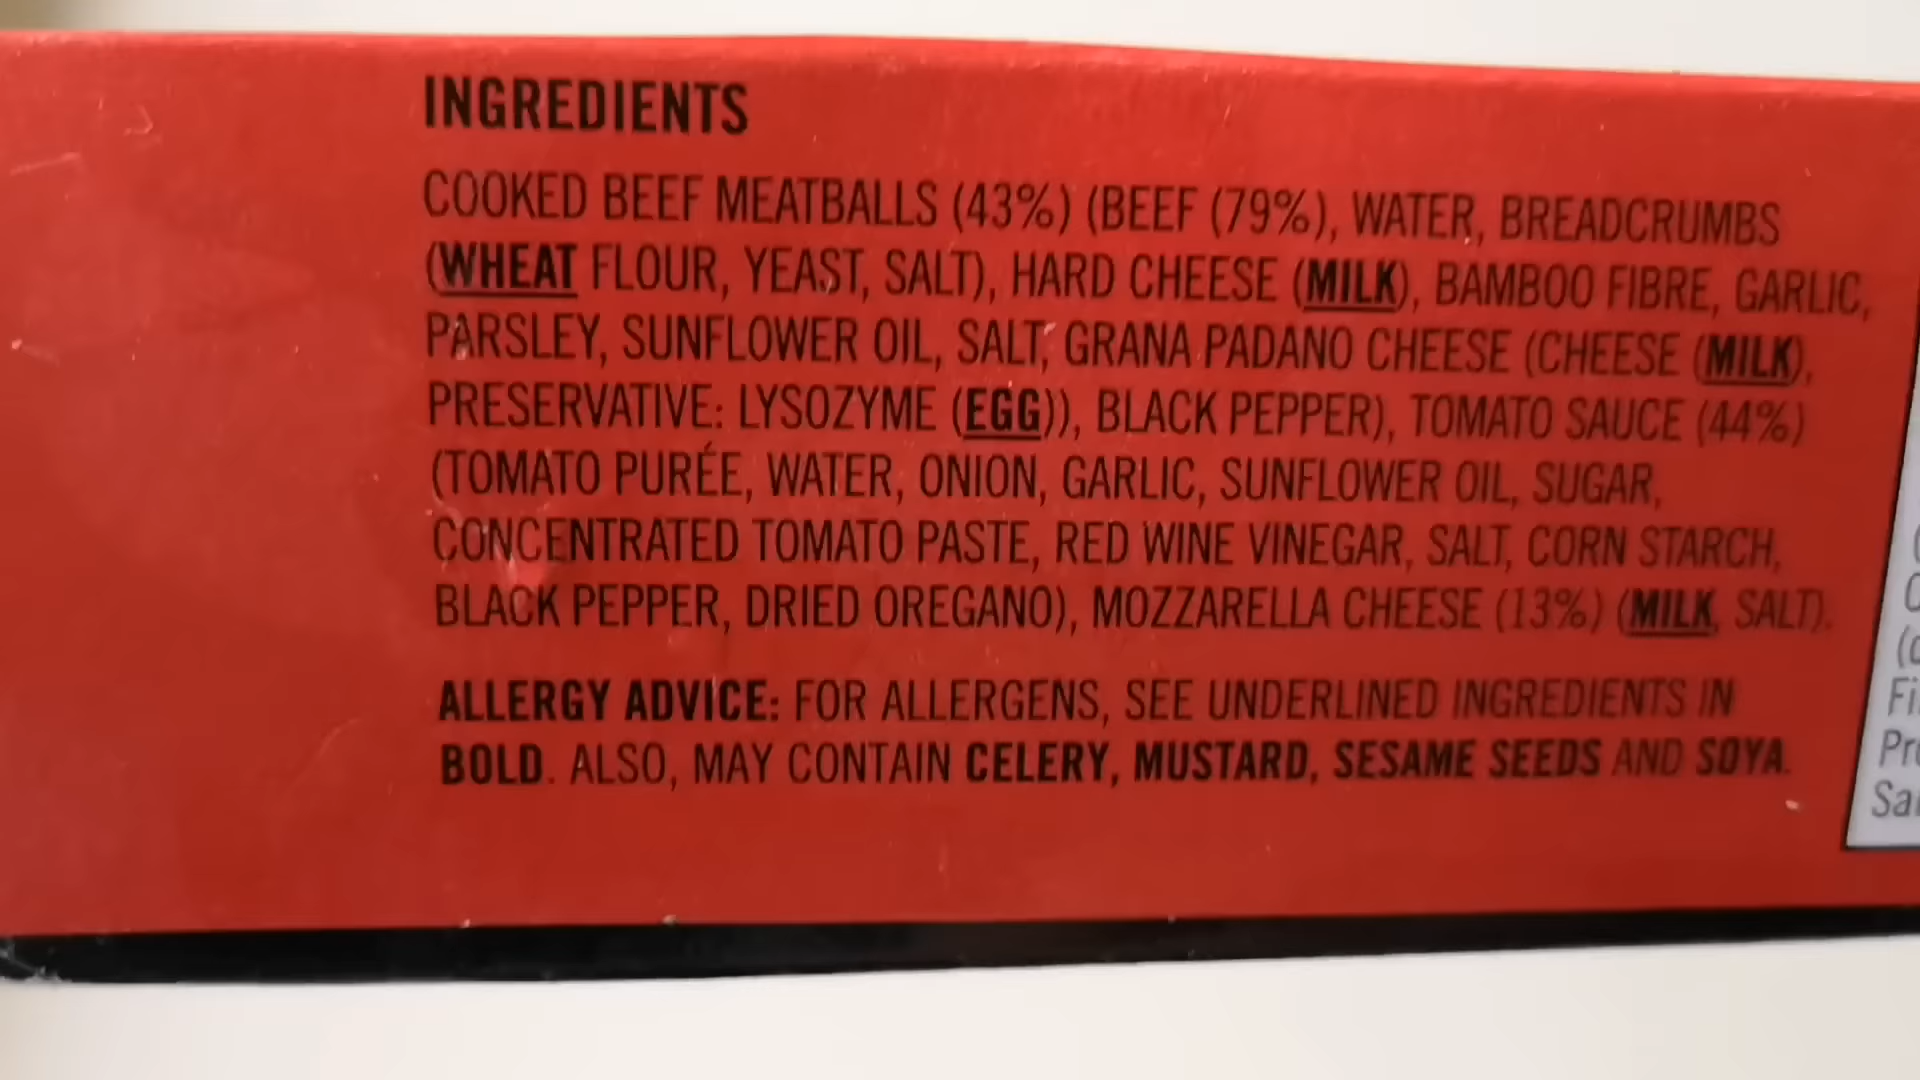 INGREDIENTS
COOKED BEEF MEATBALLS (43%) (BEEF (79%), WATER, BREADCRUMBS
(WHEAT FLOUR, YEAST, SALT), HARD CHEESE (MILK), BAMBOO FIBRE, GARLIC,
PARSLEY, SUNFLOWER OIL, SALT, GRANA PADANO CHEESE (CHEESE (MILK),
PRESERVATIVE: LYSOZYME (EGG)), BLACK PEPPER), TOMATO SAUCE (44%)
(TOMATO PURÉE, WATER, ONION, GARLIC, SUNFLOWER OIL, SUGAR,
CONCENTRATED TOMATO PASTE, RED WINE VINEGAR, SALT, CORN STARCH,
BLACK PEPPER, DRIED OREGANO), MOZZARELLA CHEESE (13%) (MILK, SALT).
ALLERGY ADVICE: FOR ALLERGENS, SEE UNDERLINED INGREDIENTS IN
BOLD. ALSO, MAY CONTAIN CELERY, MUSTARD, SESAME SEEDS AND SOYA.